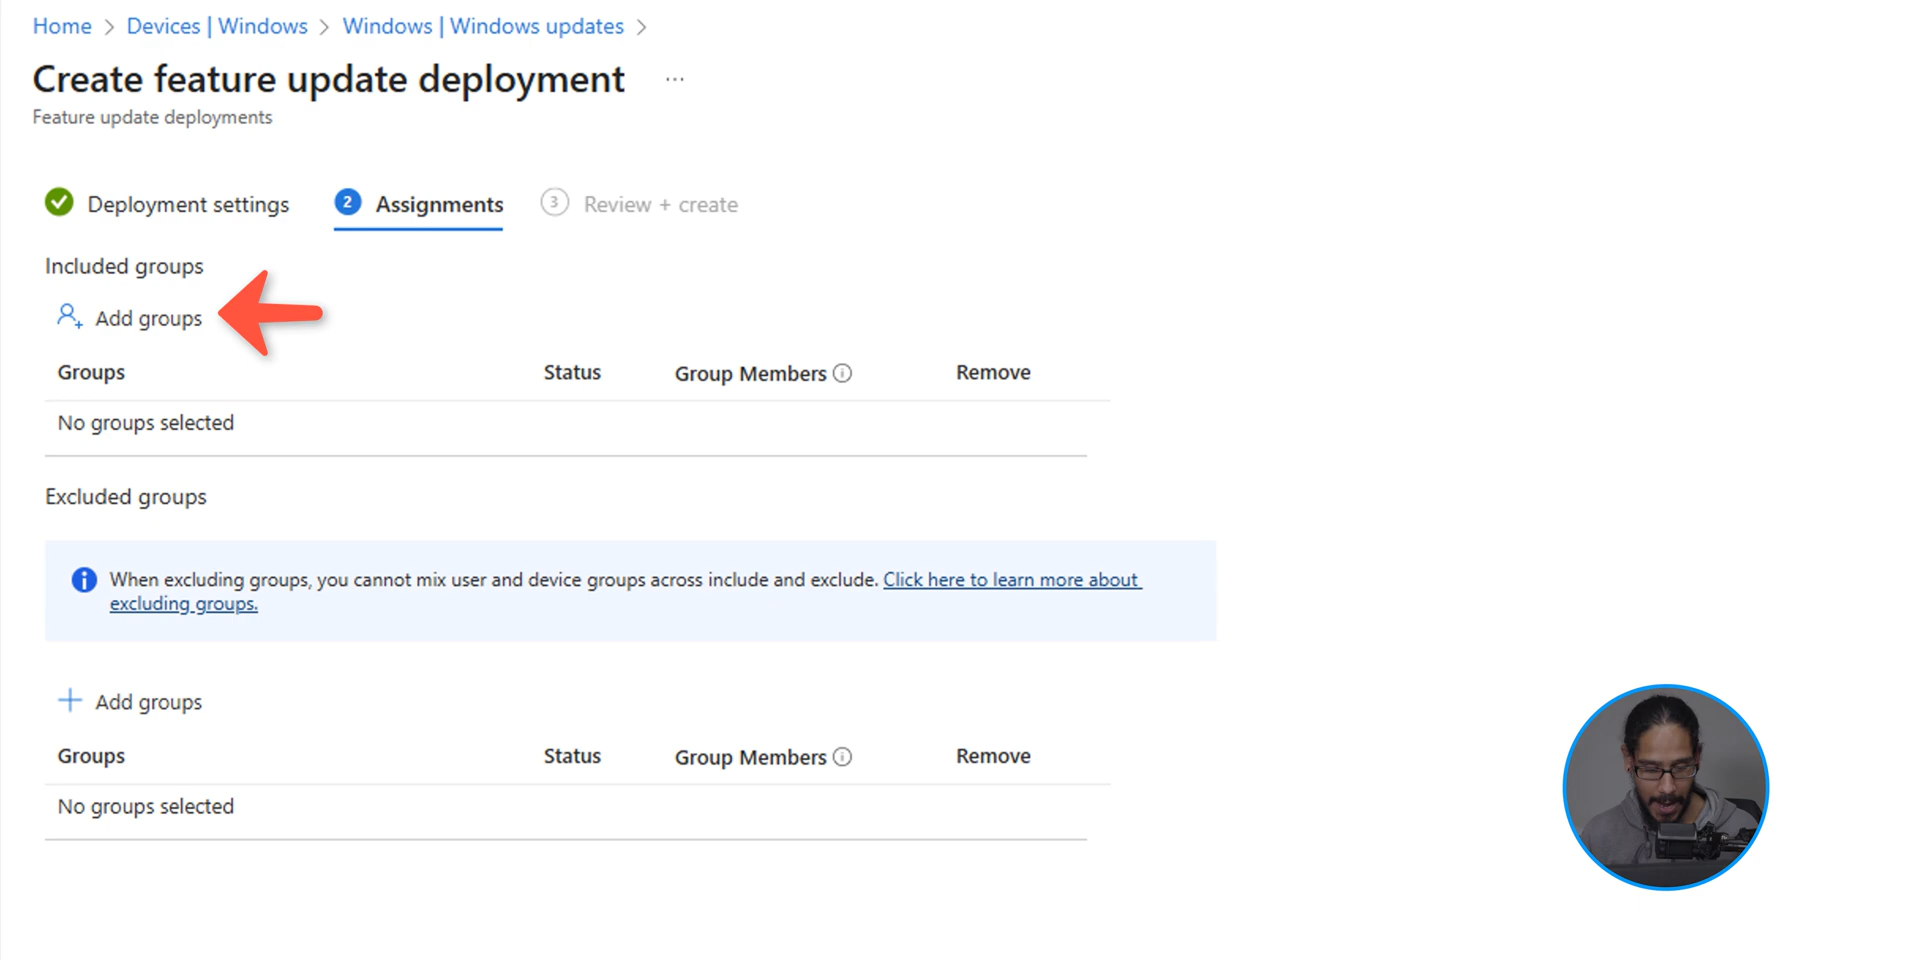 Home > Devices | Windows > Windows | Windows updates >
Create feature update deployment ...
Feature update deployments
Deployment settings 2 Assignments 3 Review + create
Included groups
Add groups
Groups Status Group Members Remove
No groups selected
Excluded groups
When excluding groups, you cannot mix user and device groups across include and exclude. Click here to learn more about
excluding groups.
Add groups
Groups Status Group Members Remove
No groups selected